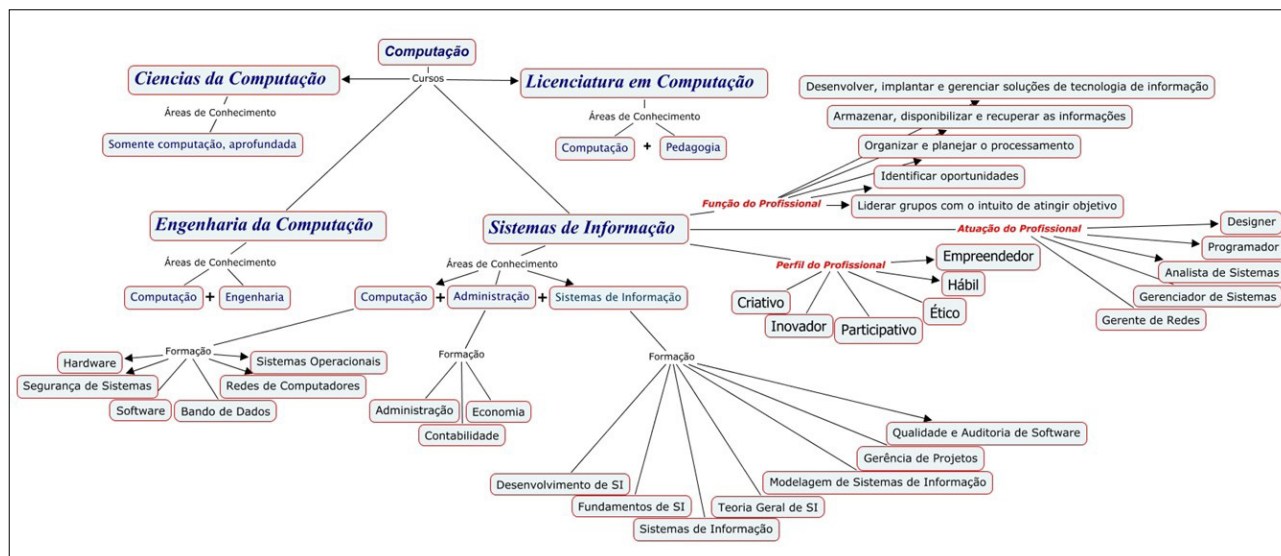 Computação
Cursos
Ciencias da Computação
Áreas de Conhecimento
Somente computação, aprofundada
Licenciatura em Computação
Áreas de Conhecimento
Computação + Pedagogia
Engenharia da Computação
Áreas de Conhecimento
Computação + Engenharia
Sistemas de Informação
Áreas de Conhecimento
Computação + Administração + Sistemas de Informação
Formação
Hardware
Segurança de Sistemas
Software
Bando de Dados
Redes de Computadores
Sistemas Operacionais
Formação
Administração
Contabilidade
Economia
Formação
Desenvolvimento de SI
Fundamentos de SI
Sistemas de Informação
Teoria Geral de SI
Modelagem de Sistemas de Informação
Gerência de Projetos
Qualidade e Auditoria de Software
Função do Profissional
Desenvolver, implantar e gerenciar soluções de tecnologia de informação
Armazenar, disponibilizar e recuperar as informações
Organizar e planejar o processamento
Identificar oportunidades
Liderar grupos com o intuito de atingir objetivo
Atuação do Profissional
Designer
Programador
Analista de Sistemas
Gerenciador de Sistemas
Gerente de Redes
Perfil do Profissional
Empreendedor
Hábil
Ético
Participativo
Inovador
Criativo